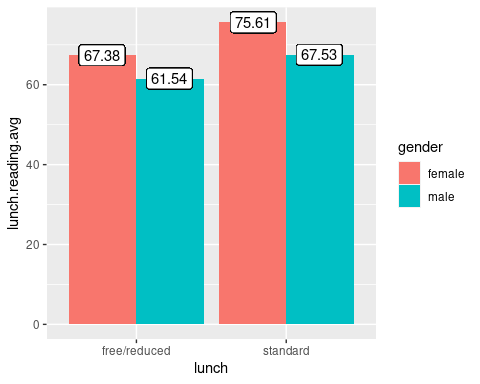 75.61
67.38
67.53
61.54
60
40
20
0
lunch.reading.avg
free/reduced
standard
lunch
gender
female
male